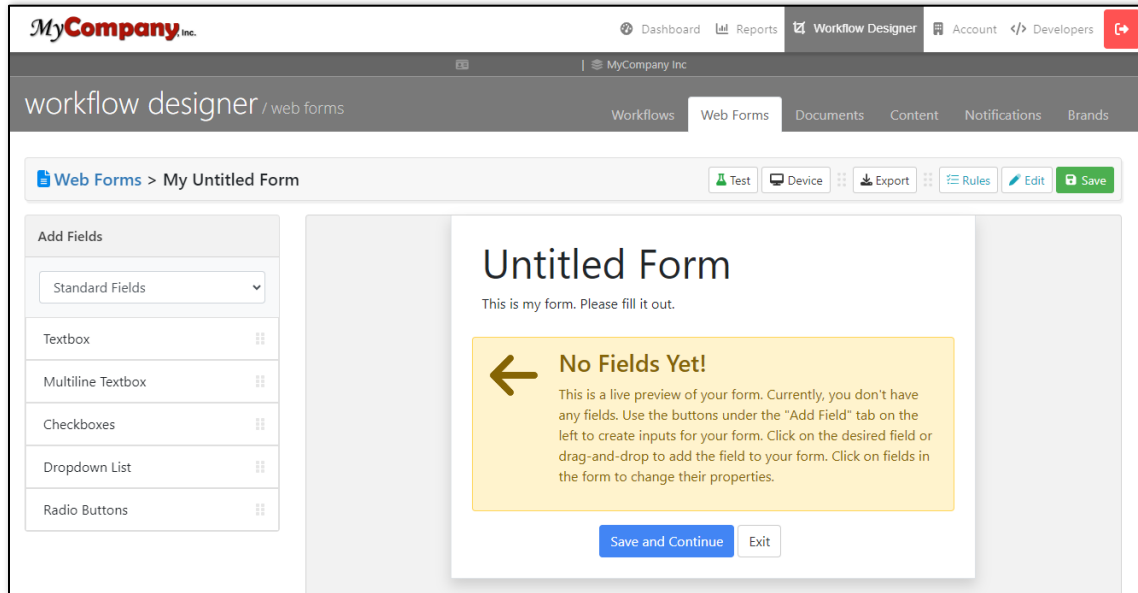 MyCompany, Inc.
Dashboard Reports Workflow Designer Account </> Developers
| MyCompany Inc
workflow designer / web forms
Workflows Web Forms Documents Content Notifications Brands
Web Forms > My Untitled Form
Test Device Export Rules Edit Save
Add Fields
Standard Fields
Textbox
Multiline Textbox
Checkboxes
Dropdown List
Radio Buttons
Untitled Form
This is my form. Please fill it out.
No Fields Yet!
This is a live preview of your form. Currently, you don't have
any fields. Use the buttons under the "Add Field" tab on the
left to create inputs for your form. Click on the desired field or
drag-and-drop to add the field to your form. Click on fields in
the form to change their properties.
Save and Continue Exit